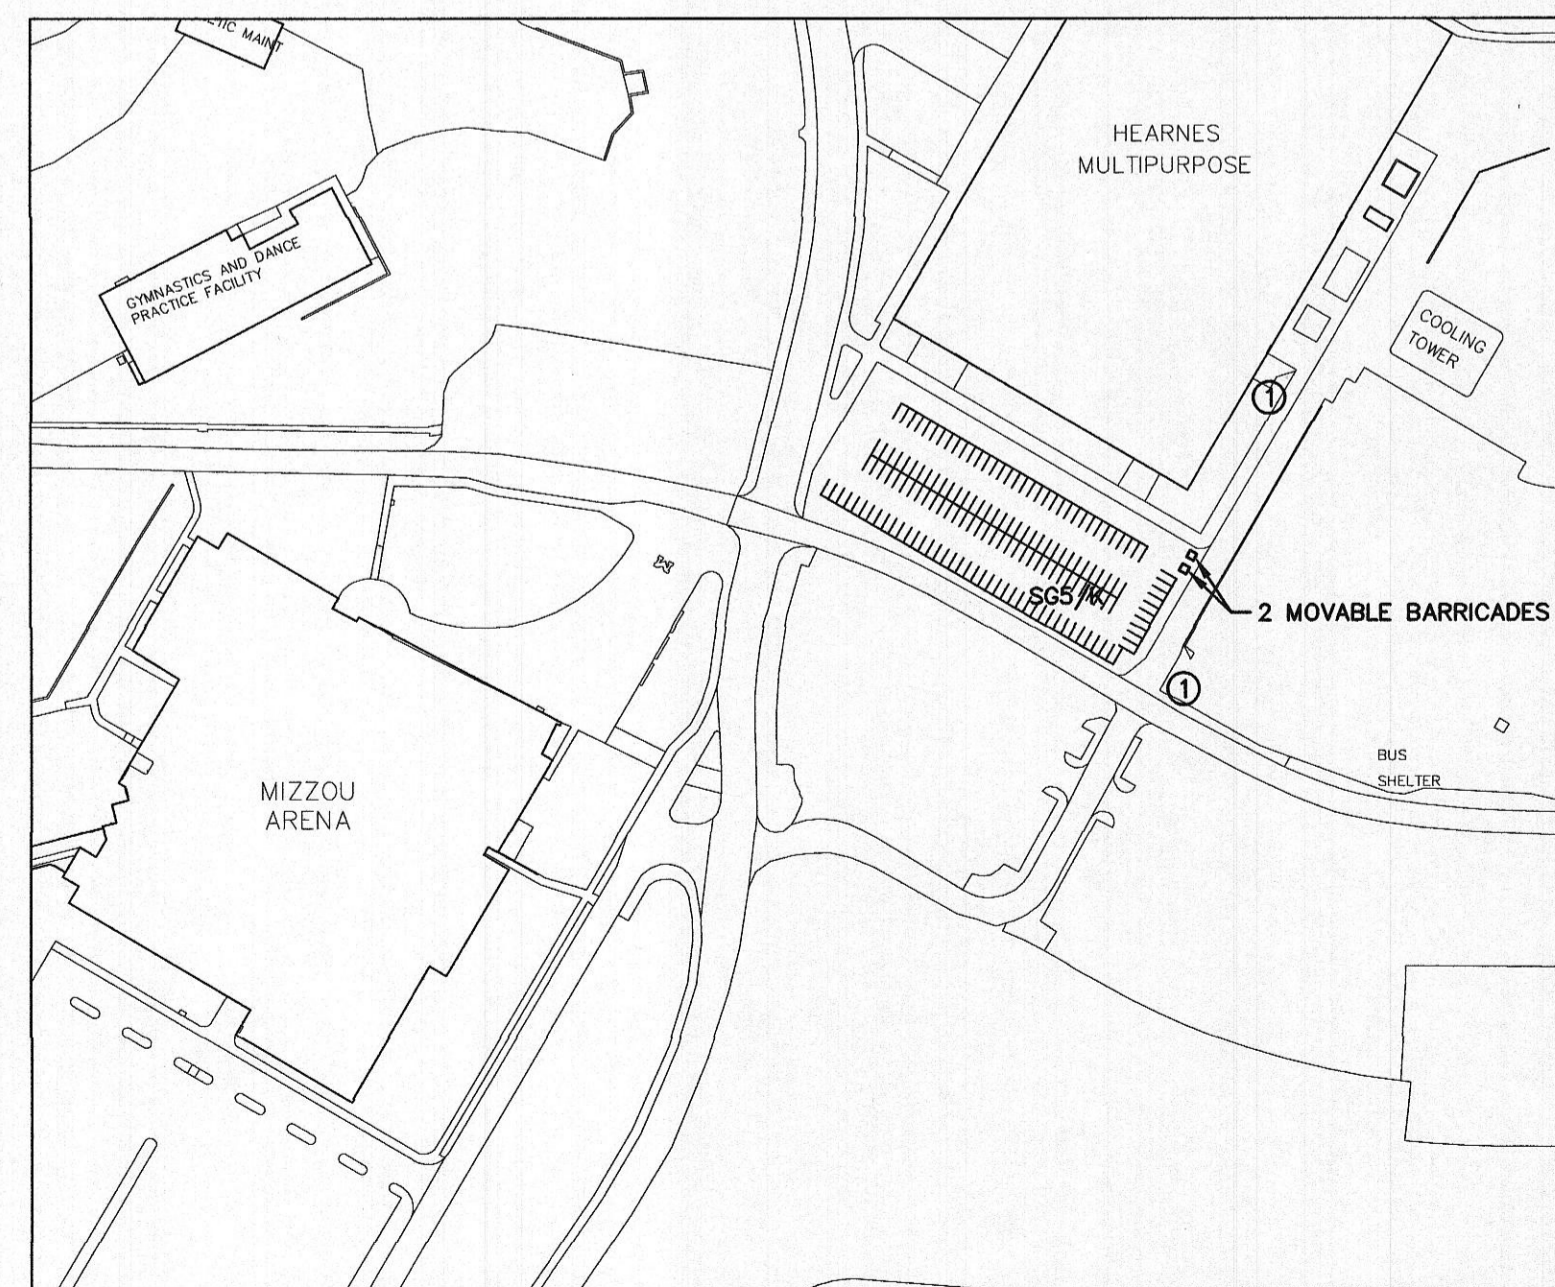 MAINT
HEARNES
MULTIPURPOSE
GYMNASTICS AND DANCE
PRACTICE FACILITY
COOLING
TOWER
1
SG5
2 MOVABLE BARRICADES
1
BUS
SHELTER
MIZZOU
ARENA